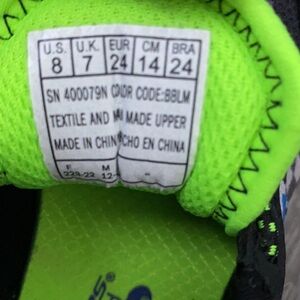 U.S. U.K. EUR CM BRA
8 7 24 14 24
SN 400079N COLOR CODE:BBLM
TEXTILE AND MADE UPPER
MADE IN CHINA CHO EN CHINA
F M
-
S ®